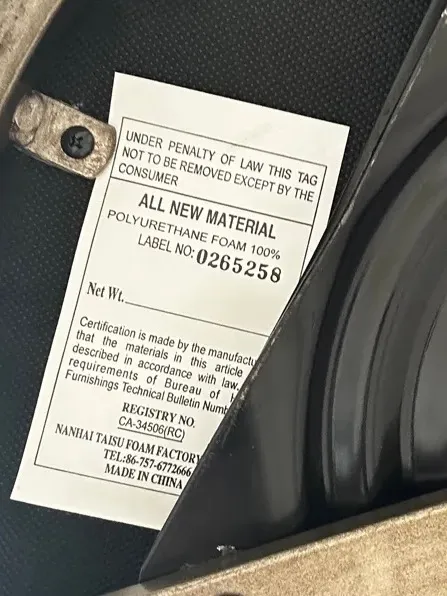 UNDER PENALTY OF LAW THIS TAG
NOT TO BE REMOVED EXCEPT BY THE
CONSUMER
ALL NEW MATERIAL
POLYURETHANE FOAM 100%
LABEL NO: 0265258
Net Wt.
Certification is made by the manufactu
that the materials in this article
described in accordance with law.
requirements of Bureau of
Furnishings Technical Bulletin Numb
REGISTRY NO.
CA-34506(RC)
NANHAI TAISU FOAM FACTORY
TEL:86-757-6772666
MADE IN CHINA